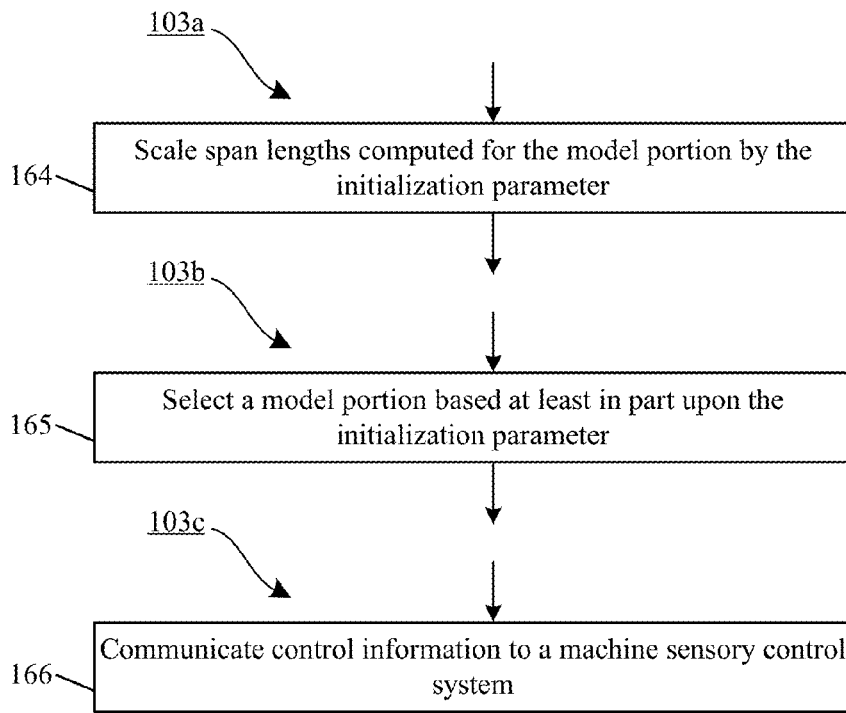 103a
Scale span lengths computed for the model portion by the
initialization parameter
164
103b
Select a model portion based at least in part upon the
initialization parameter
165
103c
Communicate control information to a machine sensory control
system
166